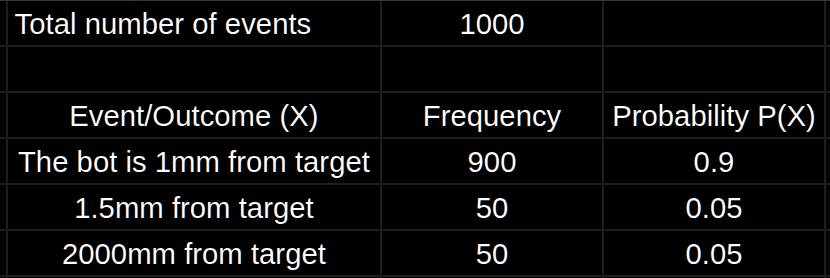 Total number of events 1000
Event/Outcome (X) Frequency Probability P(X)
The bot is 1mm from target 900 0.9
1.5mm from target 50 0.05
2000mm from target 50 0.05